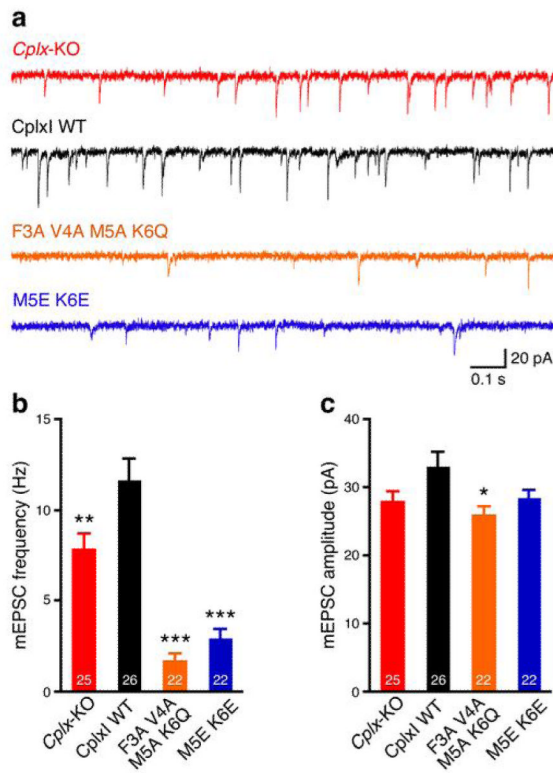 a
Cplx-KO
CplxI WT
F3A V4A M5A K6Q
M5E K6E
20 pA
0.1 s
b
mEPSC frequency (Hz)
15
10
5
0
**
***
***
25
26
22
22
Cplx-KO
CplxI WT
F3A V4A
M5A K6Q
M5E K6E
c
mEPSC amplitude (pA)
40
30
20
10
0
*
25
26
22
22
Cplx-KO
CplxI WT
F3A V4A
M5A K6Q
M5E K6E